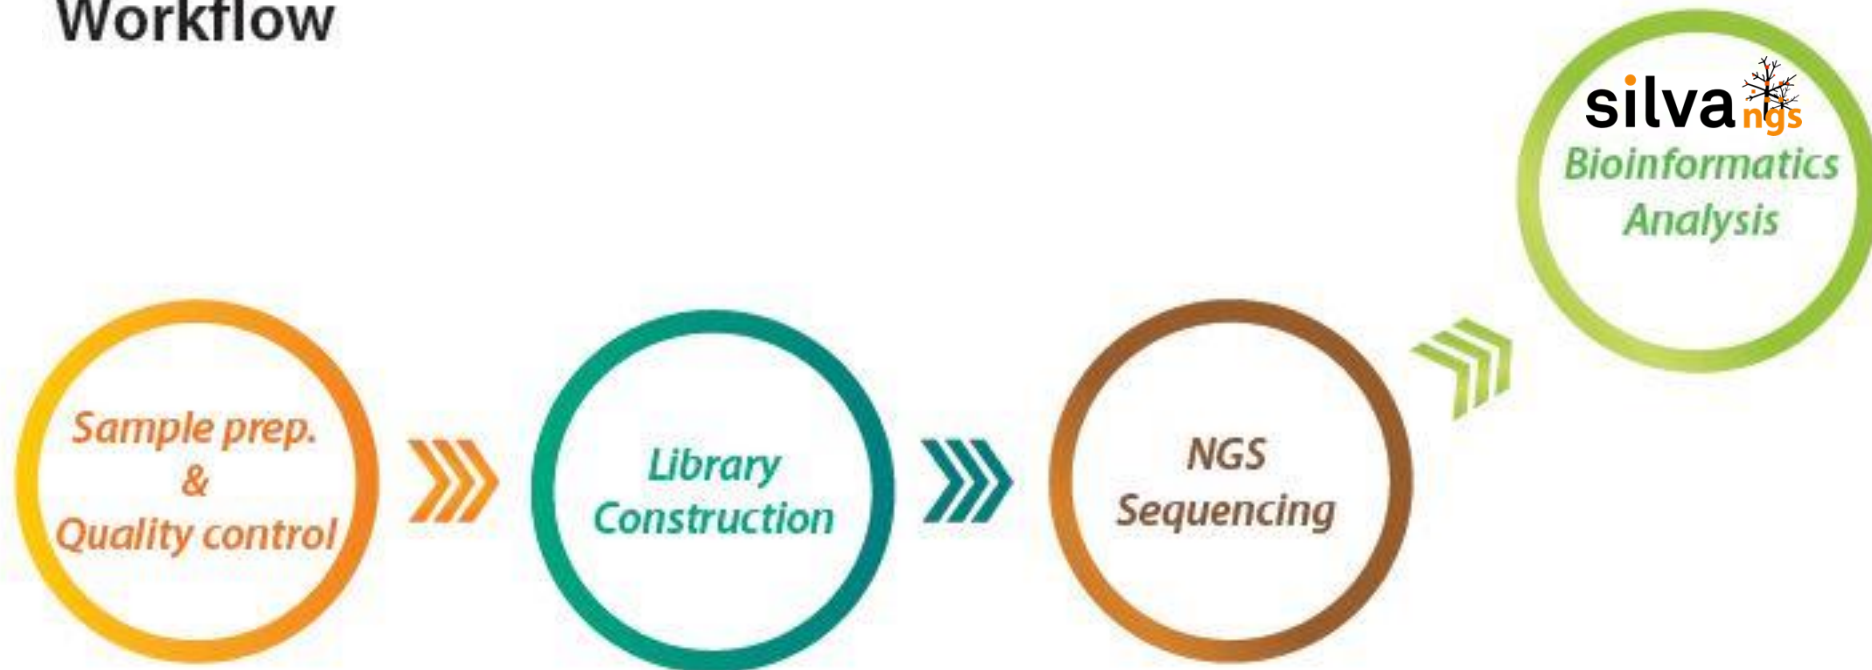 Workflow
silva ngs
Bioinformatics
Analysis
Sample prep.
&
Quality control
Library
Construction
NGS
Sequencing